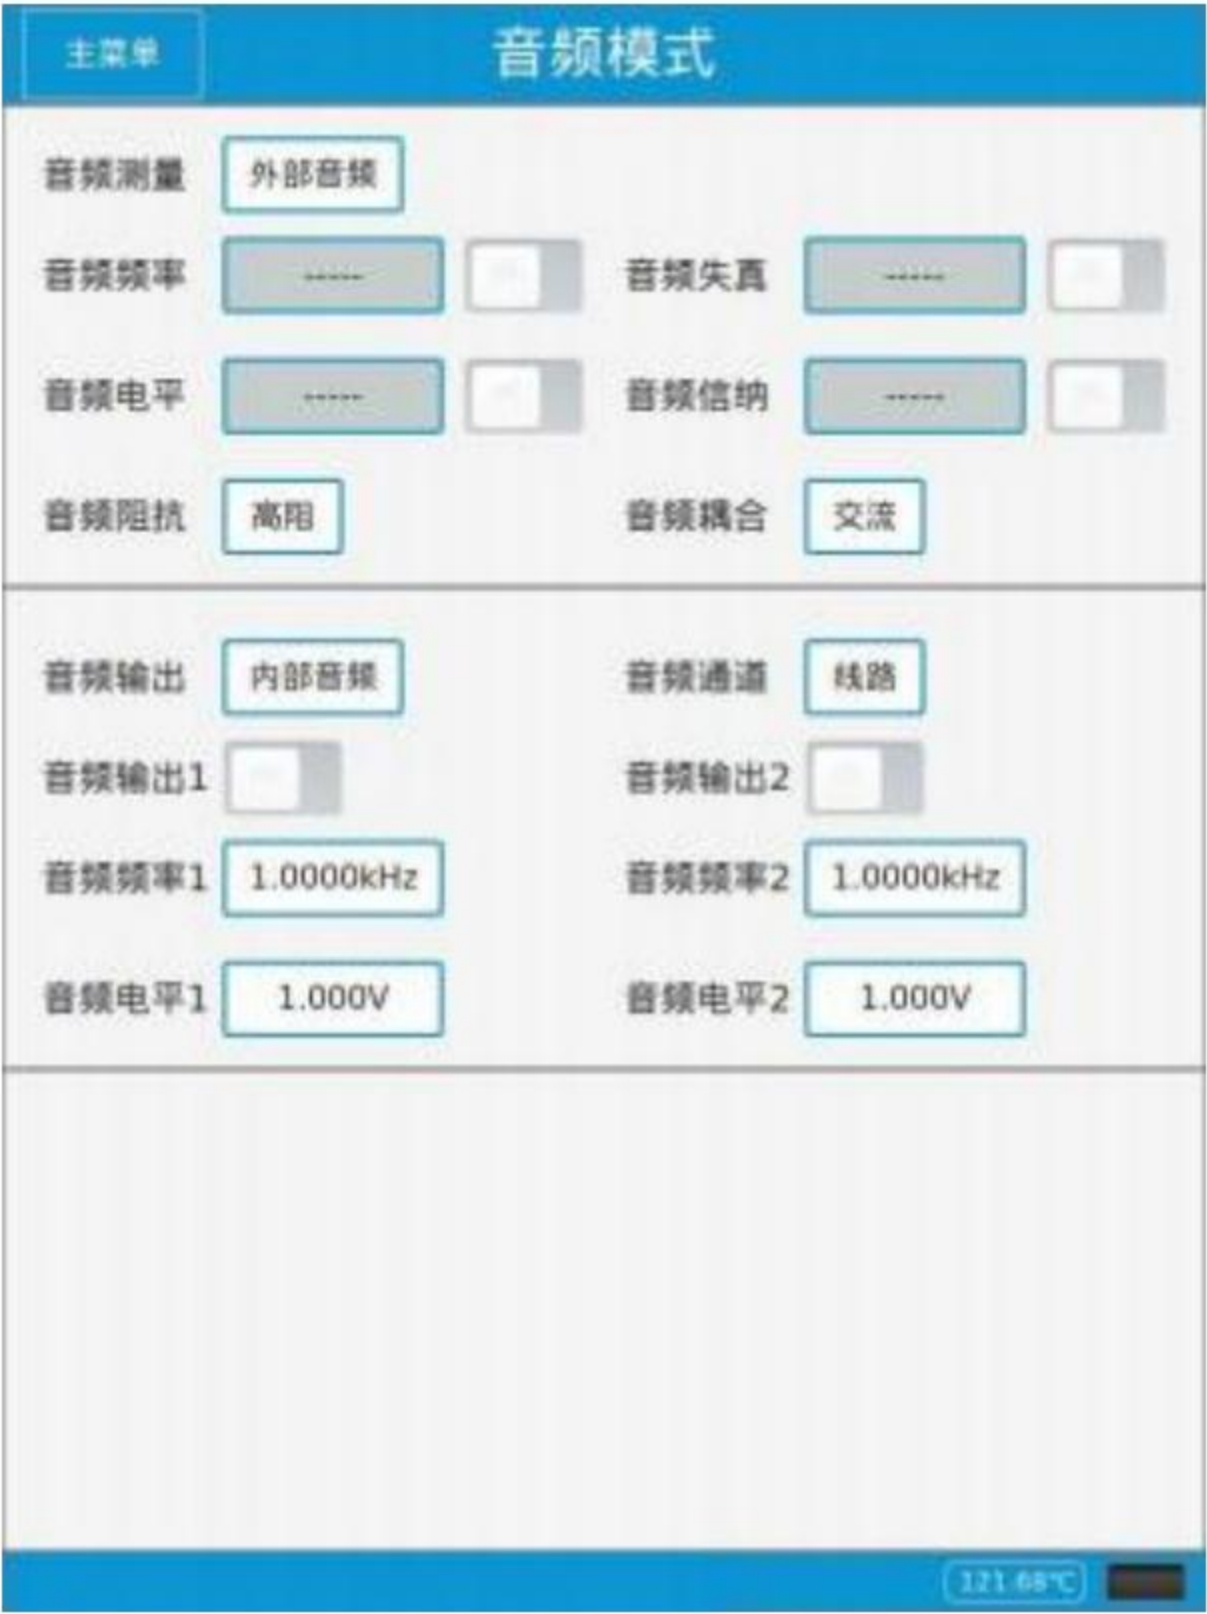 主菜单 音频模式
音频测量 外部音频
音频频率 ----- 音频失真 -----
音频电平 ----- 音频信纳 -----
音频阻抗 高阻 音频耦合 交流
音频输出 内部音频 音频通道 线路
音频输出1 音频输出2
音频频率1 1.0000kHz 音频频率2 1.0000kHz
音频电平1 1.000V 音频电平2 1.000V
121.68℃